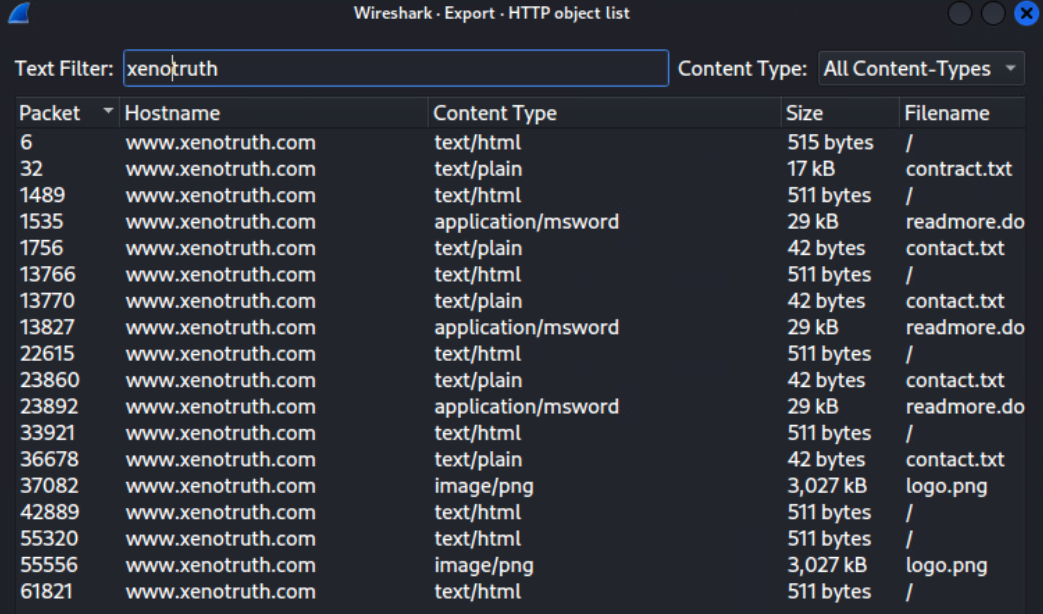 Wireshark · Export · HTTP object list
Text Filter: xenotruth Content Type: All Content-Types
Packet Hostname Content Type Size Filename
6 www.xenotruth.com text/html 515 bytes /
32 www.xenotruth.com text/plain 17 kB contract.txt
1489 www.xenotruth.com text/html 511 bytes /
1535 www.xenotruth.com application/msword 29 kB readmore.do
1756 www.xenotruth.com text/plain 42 bytes contact.txt
13766 www.xenotruth.com text/html 511 bytes /
13770 www.xenotruth.com text/plain 42 bytes contact.txt
13827 www.xenotruth.com application/msword 29 kB readmore.do
22615 www.xenotruth.com text/html 511 bytes /
23860 www.xenotruth.com text/plain 42 bytes contact.txt
23892 www.xenotruth.com application/msword 29 kB readmore.do
33921 www.xenotruth.com text/html 511 bytes /
36678 www.xenotruth.com text/plain 42 bytes contact.txt
37082 www.xenotruth.com image/png 3,027 kB logo.png
42889 www.xenotruth.com text/html 511 bytes /
55320 www.xenotruth.com text/html 511 bytes /
55556 www.xenotruth.com image/png 3,027 kB logo.png
61821 www.xenotruth.com text/html 511 bytes /